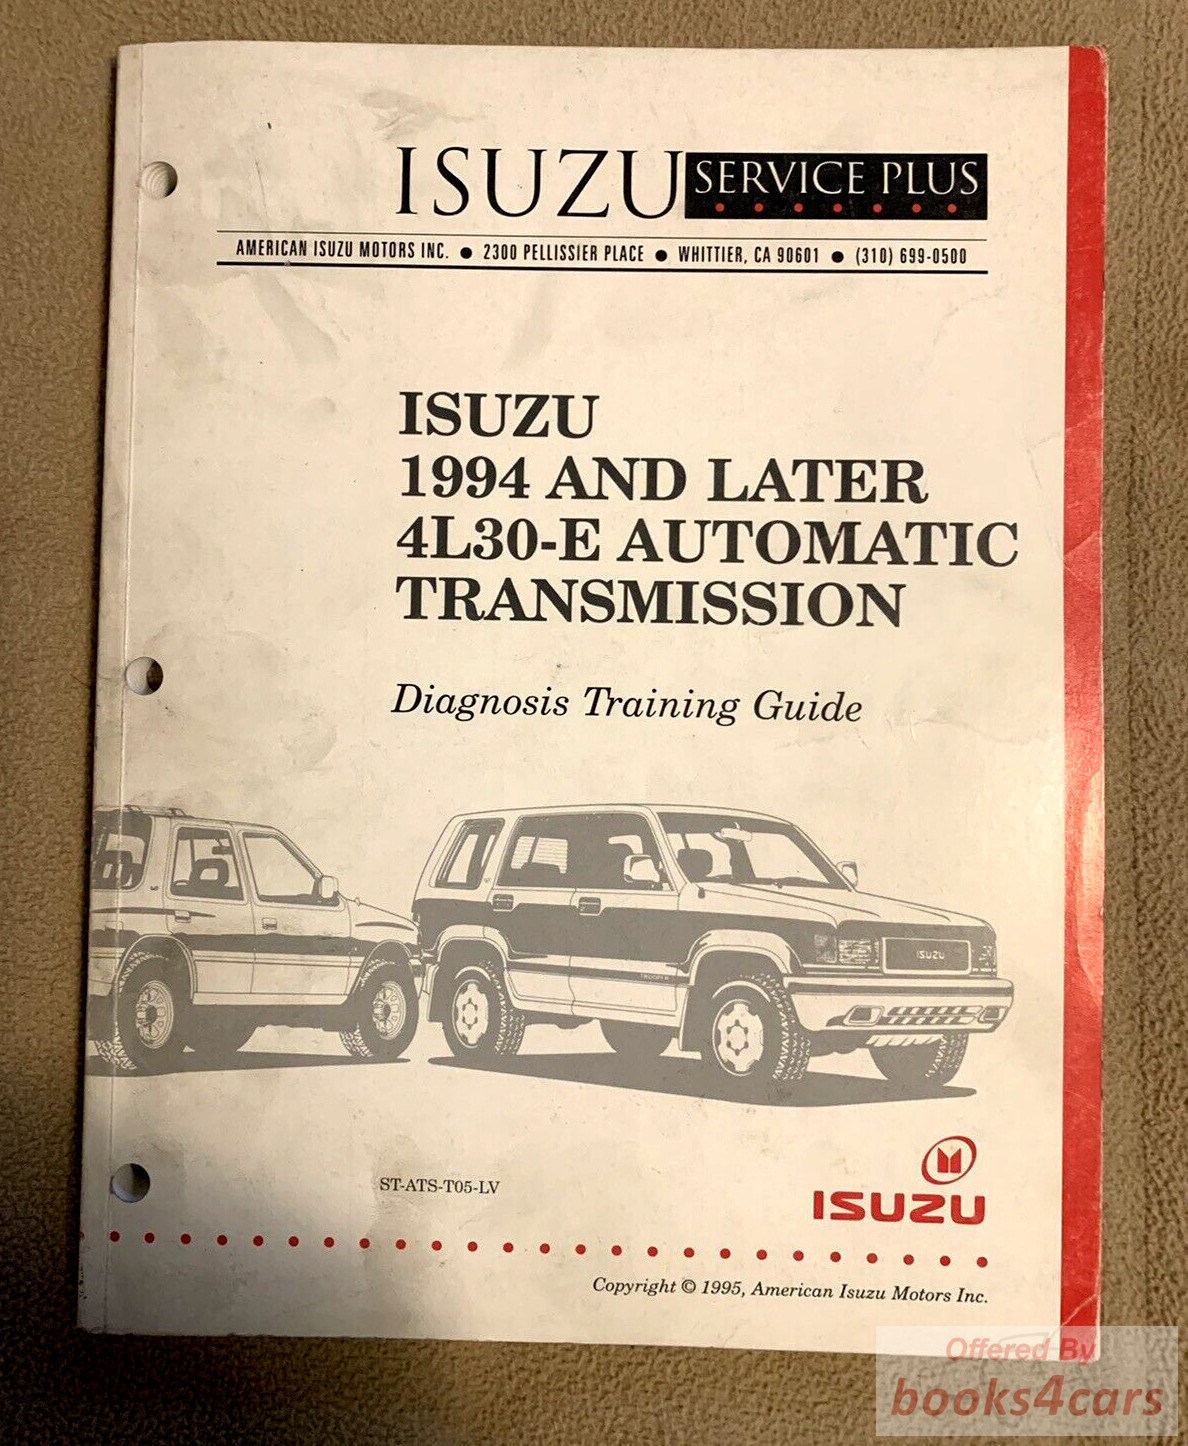 ISUZU SERVICE PLUS
AMERICAN ISUZU MOTORS INC. ● 2300 PELLISSIER PLACE ● WHITTIER, CA 90601 ● (310) 699-0500
ISUZU
1994 AND LATER
4L30-E AUTOMATIC
TRANSMISSION
Diagnosis Training Guide
ISUZU
TROOPER
ST-ATS-T05-LV
ISUZU
Copyright © 1995, American Isuzu Motors Inc.
Offered By
books4cars